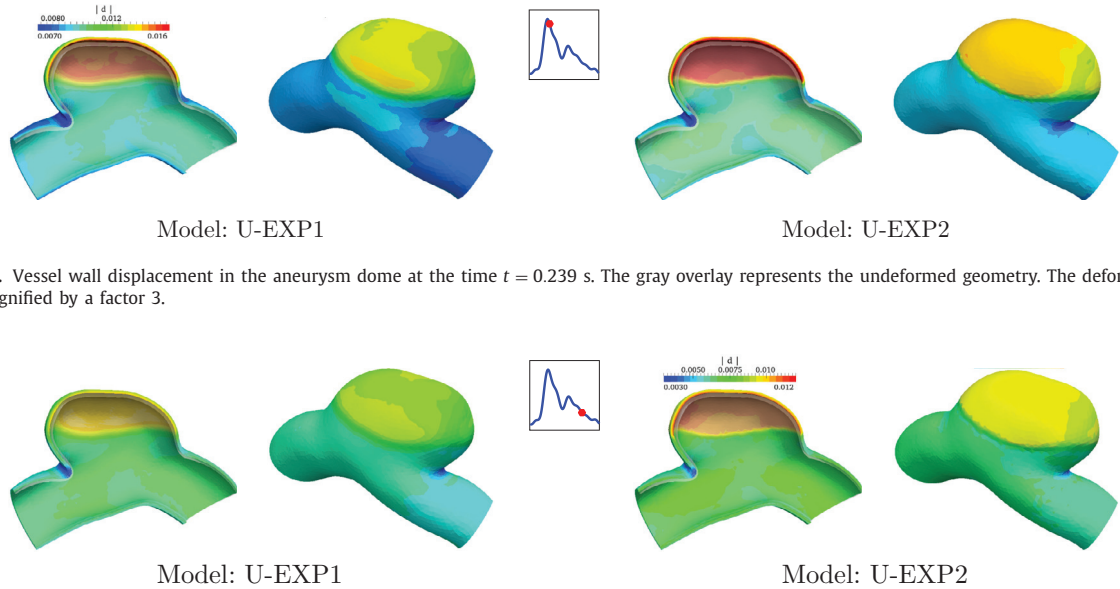 | d |
0.0080 0.012
0.0070 0.016
Model: U-EXP1
Model: U-EXP2
. Vessel wall displacement in the aneurysm dome at the time t = 0.239 s. The gray overlay represents the undeformed geometry. The defor
gnified by a factor 3.
| d |
0.0050 0.0075 0.010
0.0030 0.012
Model: U-EXP1
Model: U-EXP2